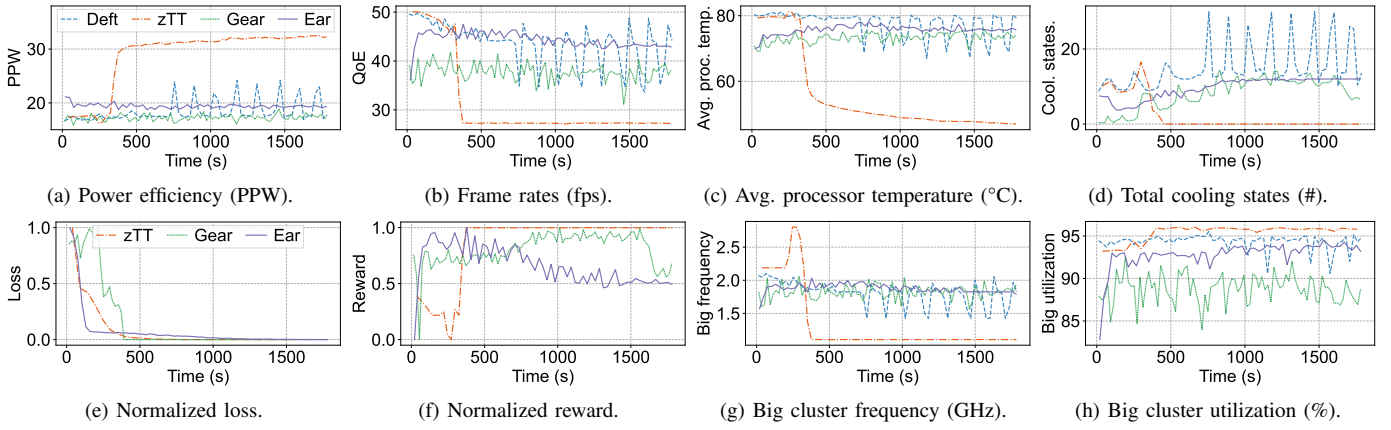 Deft zTT Gear Ear
PPW
30
20
0 500 1000 1500
Time (s)
(a) Power efficiency (PPW).
QoE
50
40
30
0 500 1000 1500
Time (s)
(b) Frame rates (fps).
Avg. proc. temp.
80
60
0 500 1000 1500
Time (s)
(c) Avg. processor temperature (°C).
Cool. states.
20
0
0 500 1000 1500
Time (s)
(d) Total cooling states (#).
zTT Gear Ear
Loss
1.0
0.5
0.0
0 500 1000 1500
Time (s)
(e) Normalized loss.
Reward
1.0
0.5
0.0
0 500 1000 1500
Time (s)
(f) Normalized reward.
Big frequency
2.5
2.0
1.5
0 500 1000 1500
Time (s)
(g) Big cluster frequency (GHz).
Big utilization
95
90
85
0 500 1000 1500
Time (s)
(h) Big cluster utilization (%).